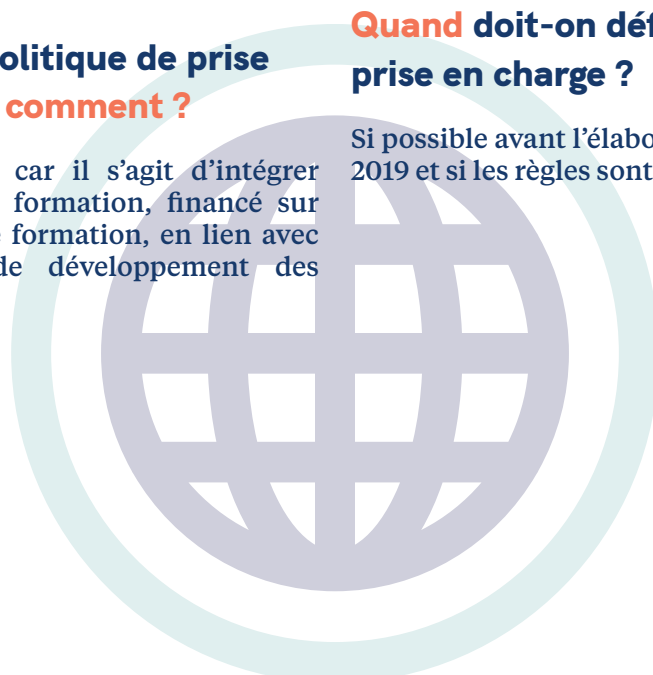 olitique de prise
comment ?
car il s'agit d'intégrer
formation, financé sur
formation, en lien avec
de développement des
Quand doit-on déf
prise en charge ?
Si possible avant l'élabo
2019 et si les règles sont